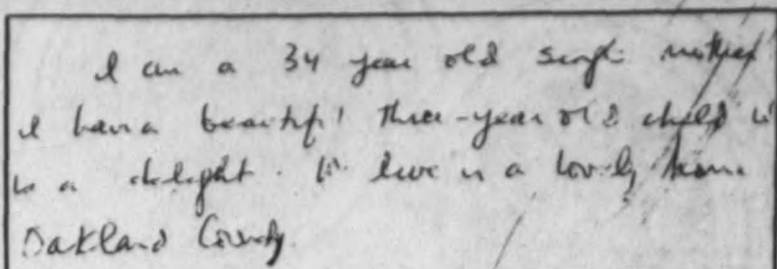 I am a 34 year old single mother
I have a beautiful three-year old child w
is a delight. We live in a lovely home
Oakland County.